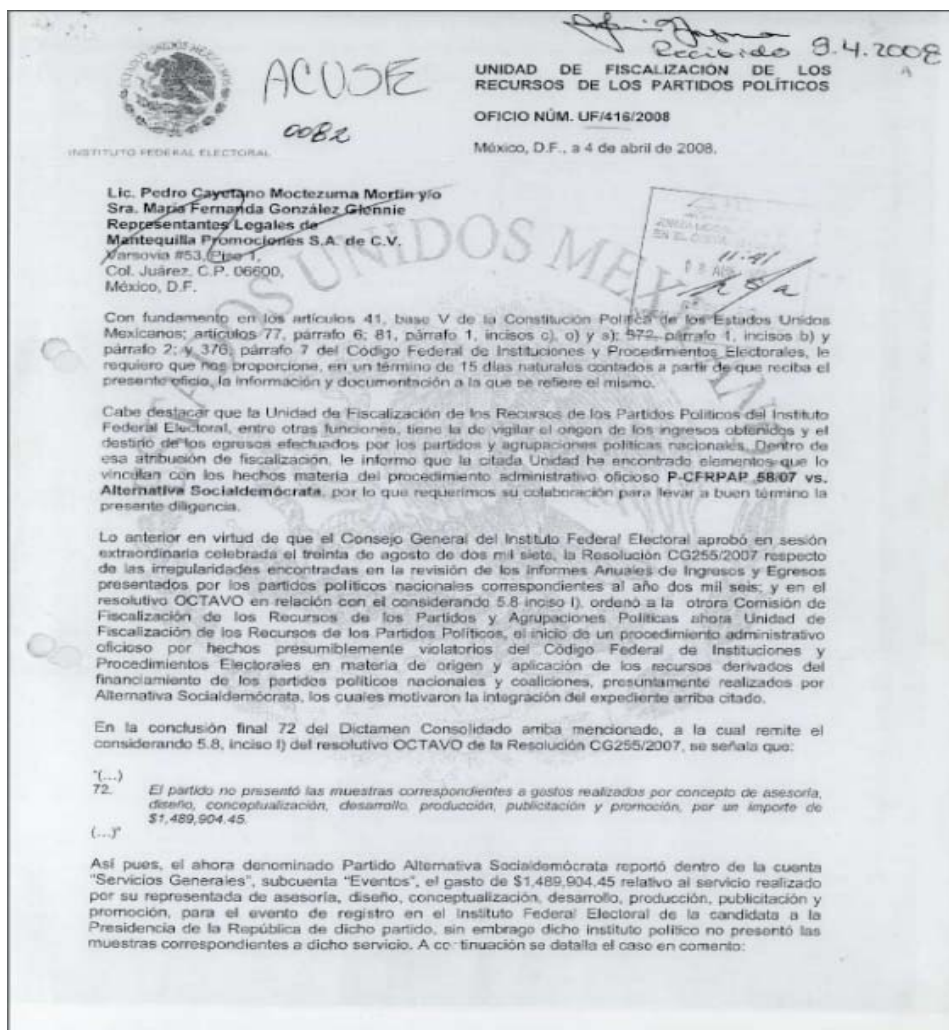 Recibido 9.4.2008
ACUSE
0082
UNIDAD DE FISCALIZACIÓN DE LOS
RECURSOS DE LOS PARTIDOS POLÍTICOS
OFICIO NÚM. UF/416/2008
INSTITUTO FEDERAL ELECTORAL
México, D.F., a 4 de abril de 2008.
Lic. Pedro Cayetano Moctezuma Morfin y/o
Sra. María Fernanda González Glennie
Representantes Legales de
Mantequilla Promociones S.A. de C.V.
Varsovia #53, Piso 1,
Col. Juárez, C.P. 06600,
México, D.F.
11:41
ESTADOS UNIDOS MEXICANOS
Con fundamento en los artículos 41, base V de la Constitución Política de los Estados Unidos
Mexicanos; artículos 77, párrafo 6; 81, párrafo 1, incisos c), o) y s); 372, párrafo 1, incisos b) y
párrafo 2; y 376, párrafo 7 del Código Federal de Instituciones y Procedimientos Electorales, le
requiero que nos proporcione, en un término de 15 días naturales contados a partir de que reciba el
presente oficio, la información y documentación a la que se refiere el mismo.
Cabe destacar que la Unidad de Fiscalización de los Recursos de los Partidos Políticos del Instituto
Federal Electoral, entre otras funciones, tiene la de vigilar el origen de los ingresos obtenidos y el
destino de los egresos efectuados por los partidos y agrupaciones políticas nacionales. Dentro de
esa atribución de fiscalización, le informo que la citada Unidad ha encontrado elementos que lo
vinculan con los hechos materia del procedimiento administrativo oficioso P-CFRPAP 58/07 vs.
Alternativa Socialdemócrata, por lo que requerimos su colaboración para llevar a buen término la
presente diligencia.
Lo anterior en virtud de que el Consejo General del Instituto Federal Electoral aprobó en sesión
extraordinaria celebrada el treinta de agosto de dos mil siete, la Resolución CG255/2007 respecto
de las irregularidades encontradas en la revisión de los Informes Anuales de Ingresos y Egresos
presentados por los partidos políticos nacionales correspondientes al año dos mil seis; y en el
resolutivo OCTAVO en relación con el considerando 5.8 inciso l), ordenó a la otrora Comisión de
Fiscalización de los Recursos de los Partidos y Agrupaciones Políticas ahora Unidad de
Fiscalización de los Recursos de los Partidos Políticos, el inicio de un procedimiento administrativo
oficioso por hechos presumiblemente violatorios del Código Federal de Instituciones y
Procedimientos Electorales en materia de origen y aplicación de los recursos derivados del
financiamiento de los partidos políticos nacionales y coaliciones, presuntamente realizados por
Alternativa Socialdemócrata, los cuales motivaron la integración del expediente arriba citado.
En la conclusión final 72 del Dictamen Consolidado arriba mencionado, a la cual remite el
considerando 5.8, inciso l) del resolutivo OCTAVO de la Resolución CG255/2007, se señala que:
"(...)
72. El partido no presentó las muestras correspondientes a gastos realizados por concepto de asesoría,
diseño, conceptualización, desarrollo, producción, publicitación y promoción, por un importe de
$1,489,904.45.
(...)"
Así pues, el ahora denominado Partido Alternativa Socialdemócrata reportó dentro de la cuenta
"Servicios Generales", subcuenta "Eventos", el gasto de $1,489,904.45 relativo al servicio realizado
por su representada de asesoría, diseño, conceptualización, desarrollo, producción, publicitación y
promoción, para el evento de registro en el Instituto Federal Electoral de la candidata a la
Presidencia de la República de dicho partido, sin embrago dicho instituto político no presentó las
muestras correspondientes a dicho servicio. A continuación se detalla el caso en comento: